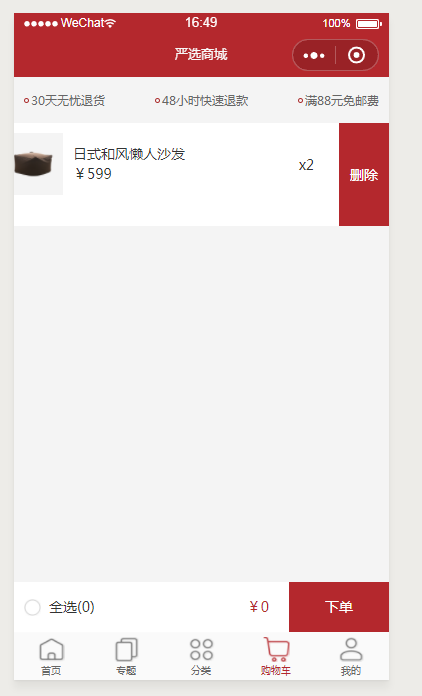 ●●●●● WeChat 16:49 100%
严选商城
30天无忧退货 48小时快速退款 满88元免邮费
日式和风懒人沙发
￥599
x2
删除
全选(0) ￥0 下单
首页 专题 分类 购物车 我的